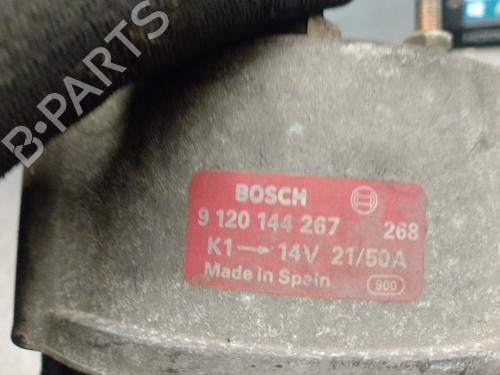 B-PARTS
BOSCH
9 120 144 267 268
K1→ 14V 21/50A
Made in Spain 900